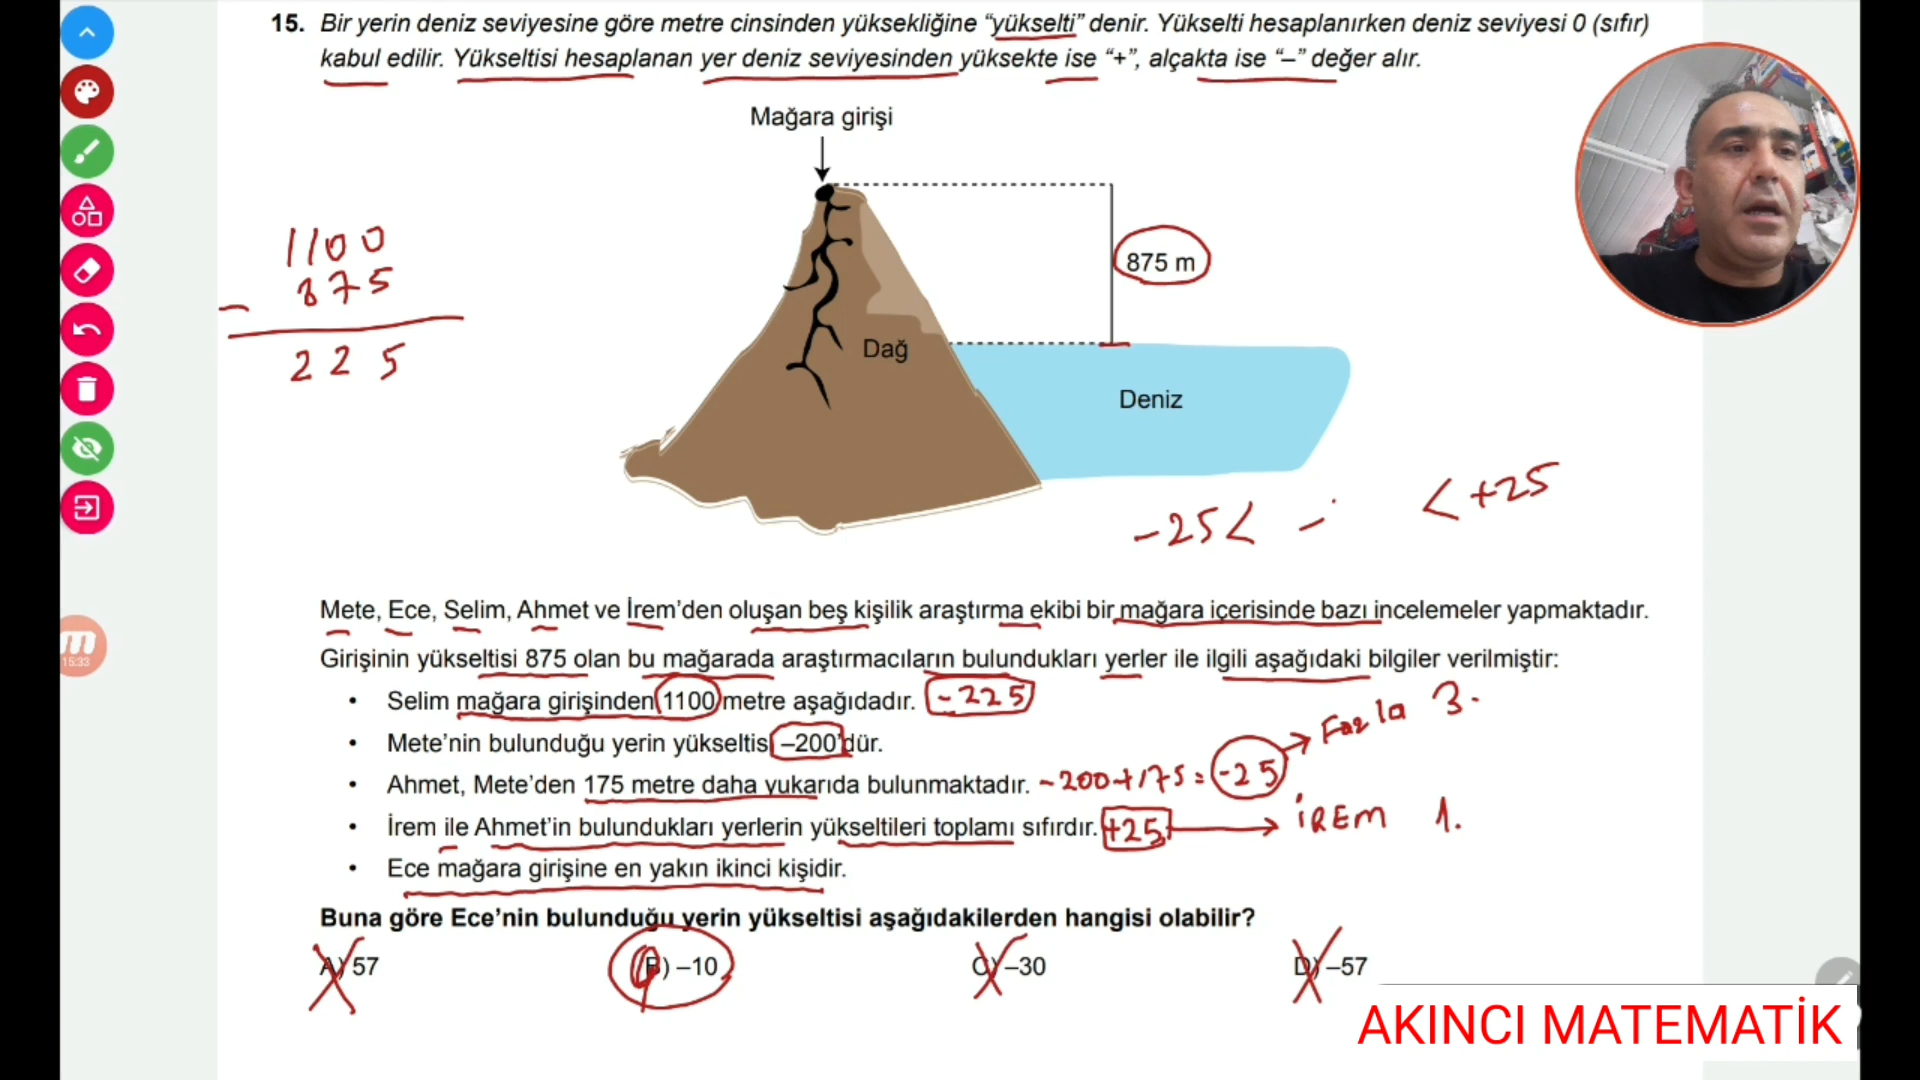 15. Bir yerin deniz seviyesine göre metre cinsinden yüksekliğine “yükselti” denir. Yükselti hesaplanırken deniz seviyesi 0 (sıfır)
kabul edilir. Yükseltisi hesaplanan yer deniz seviyesinden yüksekte ise “+”, alçakta ise “–” değer alır.
Mağara girişi
1100
- 875
225
875 m
Dağ
Deniz
-25 < - < +25
Mete, Ece, Selim, Ahmet ve İrem’den oluşan beş kişilik araştırma ekibi bir mağara içerisinde bazı incelemeler yapmaktadır.
15:33
Girişinin yükseltisi 875 olan bu mağarada araştırmacıların bulundukları yerler ile ilgili aşağıdaki bilgiler verilmiştir:
• Selim mağara girişinden 1100 metre aşağıdadır. -225
• Mete’nin bulunduğu yerin yükseltis –200’dür.
• Ahmet, Mete’den 175 metre daha yukarıda bulunmaktadır. -200+175= -25 → Fazla 3.
• İrem ile Ahmet’in bulundukları yerlerin yükseltileri toplamı sıfırdır. +25 → İREM 1.
• Ece mağara girişine en yakın ikinci kişidir.
Buna göre Ece’nin bulunduğu yerin yükseltisi aşağıdakilerden hangisi olabilir?
A) 57 B) –10 C) –30 D) –57
AKINCI MATEMATİK